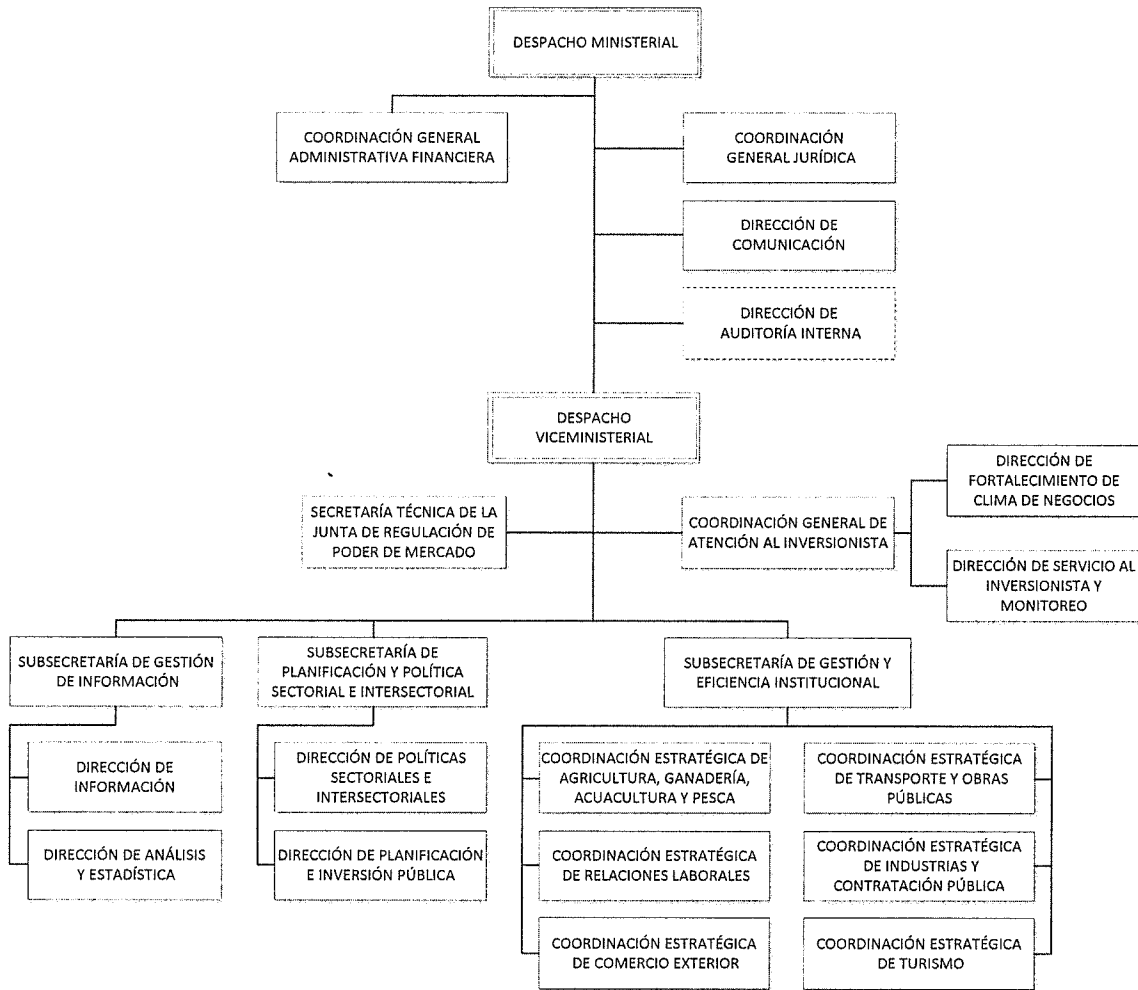 DESPACHO MINISTERIAL
COORDINACIÓN GENERAL
ADMINISTRATIVA FINANCIERA
COORDINACIÓN
GENERAL JURÍDICA
DIRECCIÓN DE
COMUNICACIÓN
DIRECCIÓN DE
AUDITORÍA INTERNA
DESPACHO
VICEMINISTERIAL
SECRETARÍA TÉCNICA DE LA
JUNTA DE REGULACIÓN DE
PODER DE MERCADO
COORDINACIÓN GENERAL DE
ATENCIÓN AL INVERSIONISTA
DIRECCIÓN DE
FORTALECIMIENTO DE
CLIMA DE NEGOCIOS
DIRECCIÓN DE SERVICIO AL
INVERSIONISTA Y
MONITOREO
SUBSECRETARÍA DE GESTIÓN
DE INFORMACIÓN
SUBSECRETARÍA DE
PLANIFICACIÓN Y POLÍTICA
SECTORIAL E INTERSECTORIAL
SUBSECRETARÍA DE GESTIÓN Y
EFICIENCIA INSTITUCIONAL
DIRECCIÓN DE
INFORMACIÓN
DIRECCIÓN DE ANÁLISIS
Y ESTADÍSTICA
DIRECCIÓN DE POLÍTICAS
SECTORIALES E
INTERSECTORIALES
DIRECCIÓN DE PLANIFICACIÓN
E INVERSIÓN PÚBLICA
COORDINACIÓN ESTRATÉGICA DE
AGRICULTURA, GANADERÍA,
ACUACULTURA Y PESCA
COORDINACIÓN ESTRATÉGICA
DE RELACIONES LABORALES
COORDINACIÓN ESTRATÉGICA
DE COMERCIO EXTERIOR
COORDINACIÓN ESTRATÉGICA
DE TRANSPORTE Y OBRAS
PÚBLICAS
COORDINACIÓN ESTRATÉGICA
DE INDUSTRIAS Y
CONTRATACIÓN PÚBLICA
COORDINACIÓN ESTRATÉGICA
DE TURISMO